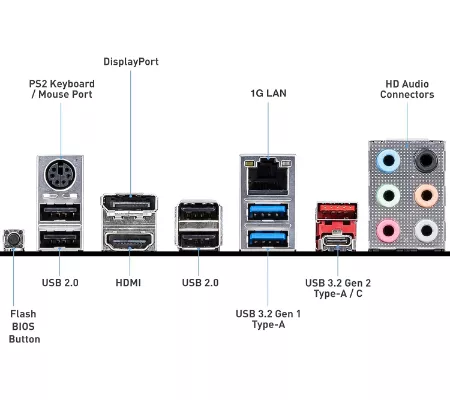 DisplayPort
PS2 Keyboard
/ Mouse Port
1G LAN
HD Audio
Connectors
USB 2.0
HDMI
USB 2.0
USB 3.2 Gen 2
Type-A / C
Flash
BIOS
Button
USB 3.2 Gen 1
Type-A